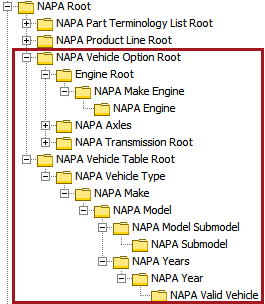 NAPA Root
NAPA Part Terminology List Root
NAPA Product Line Root
NAPA Vehicle Option Root
Engine Root
NAPA Make Engine
NAPA Engine
NAPA Axles
NAPA Transmission Root
NAPA Vehicle Table Root
NAPA Vehicle Type
NAPA Make
NAPA Model
NAPA Model Submodel
NAPA Submodel
NAPA Years
NAPA Year
NAPA Valid Vehicle